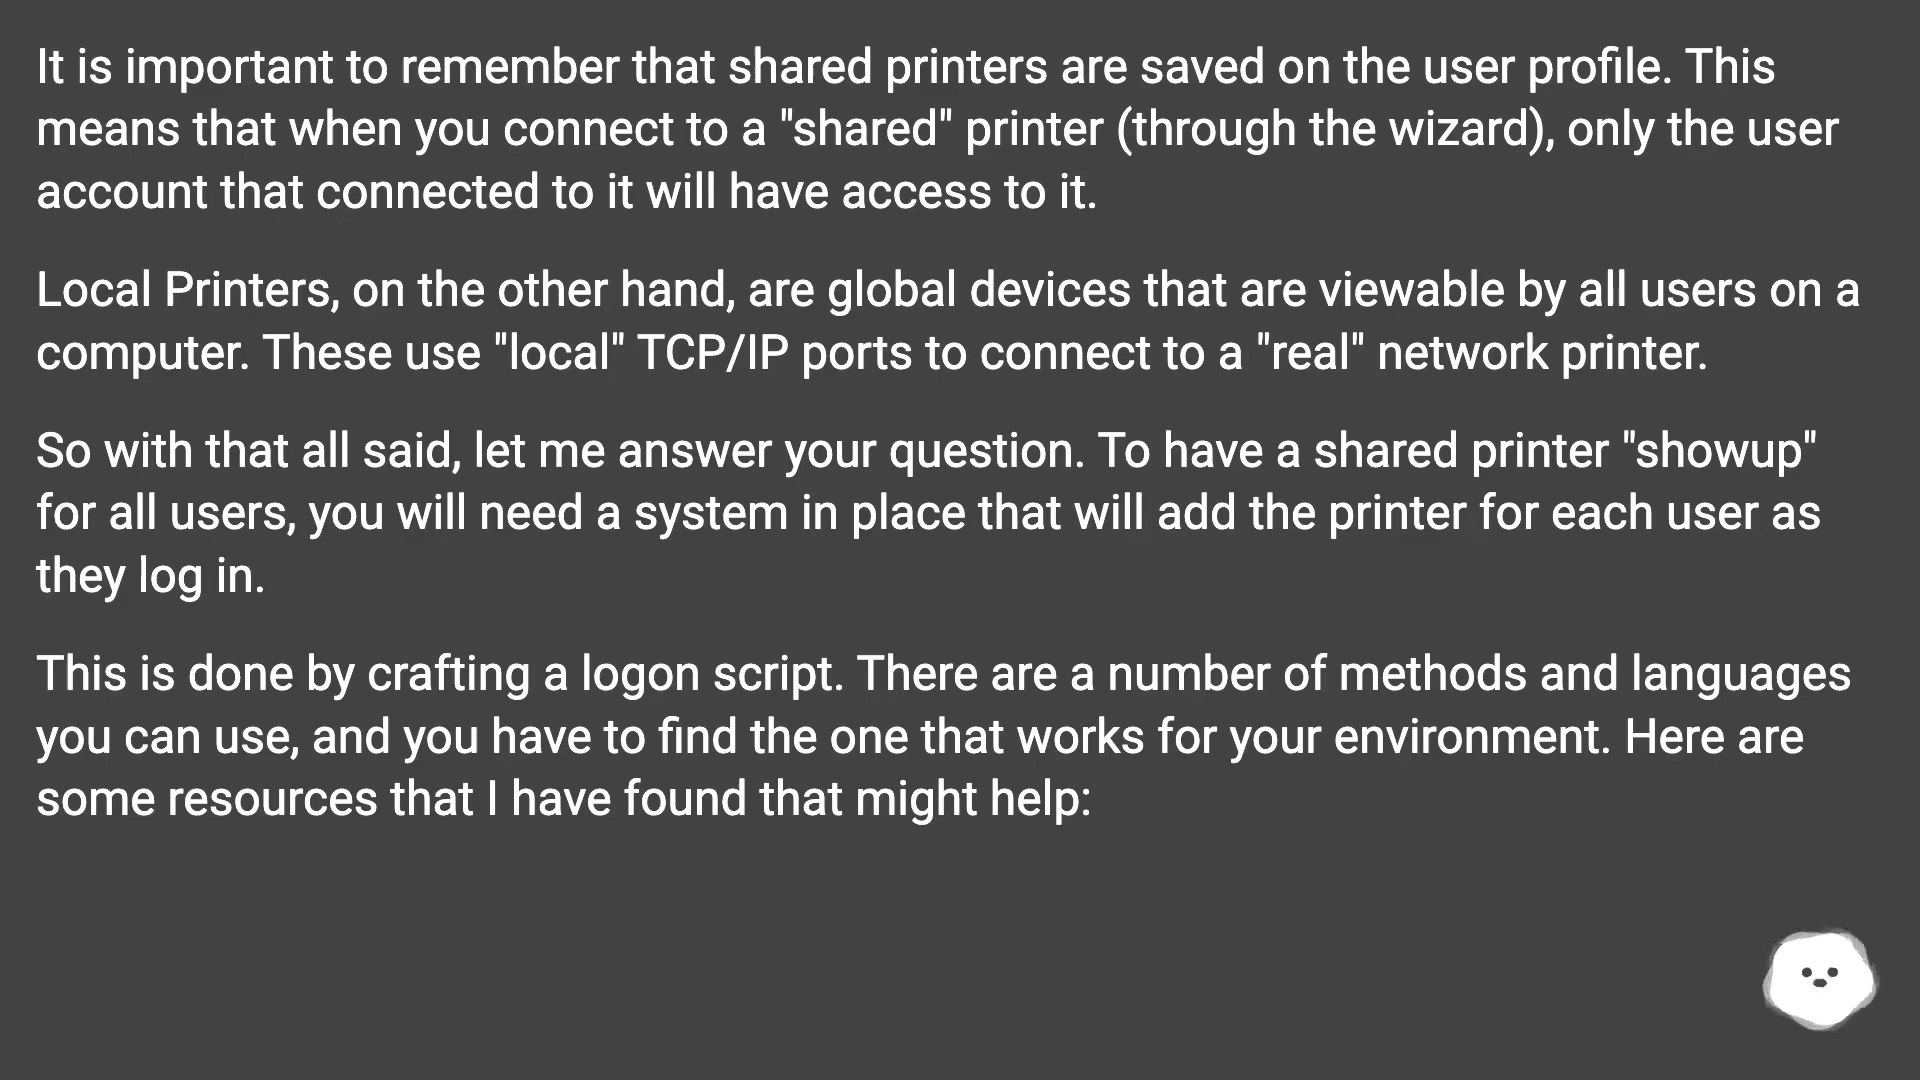 It is important to remember that shared printers are saved on the user profile. This
means that when you connect to a "shared" printer (through the wizard), only the user
account that connected to it will have access to it.
Local Printers, on the other hand, are global devices that are viewable by all users on a
computer. These use "local" TCP/IP ports to connect to a "real" network printer.
So with that all said, let me answer your question. To have a shared printer "showup"
for all users, you will need a system in place that will add the printer for each user as
they log in.
This is done by crafting a logon script. There are a number of methods and languages
you can use, and you have to find the one that works for your environment. Here are
some resources that I have found that might help: